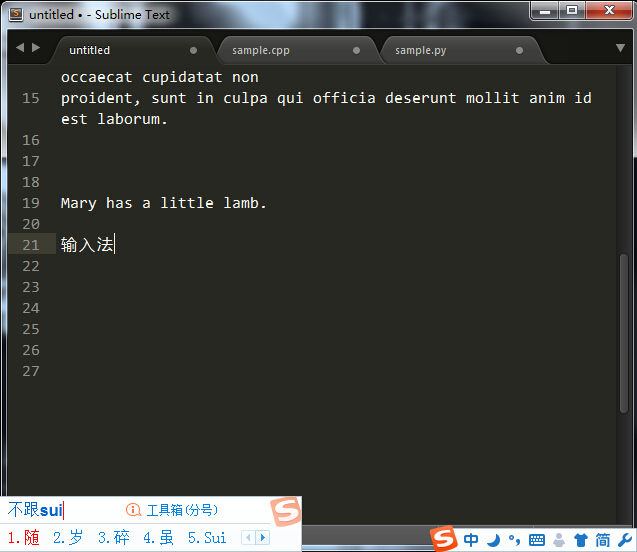 untitled • - Sublime Text
untitled sample.cpp sample.py
occaecat cupidatat non
15 proident, sunt in culpa qui officia deserunt mollit anim id
est laborum.
16
17
18
19 Mary has a little lamb.
20
21 输入法
22
23
24
25
26
27
不跟sui 工具箱(分号)
1.随 2.岁 3.碎 4.虽 5.Sui
中 简